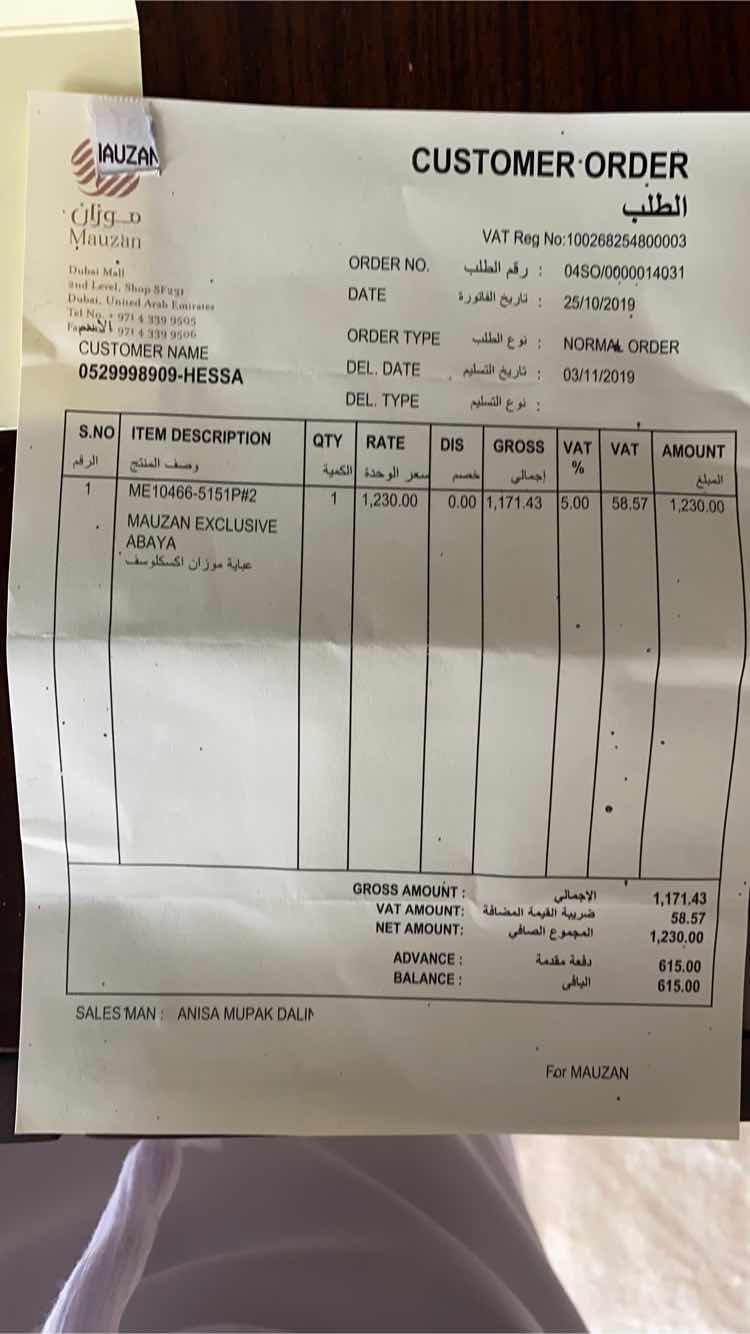 MAUZAN
موزان
Mauzan
Dubai Mall
2nd Level, Shop SF291
Dubai, United Arab Emirates
Tel No. + 971 4 339 9505
971 4 339 9506
CUSTOMER NAME
0529998909-HESSA
CUSTOMER ORDER
الطلب
VAT Reg No:100268254800003
ORDER NO. رقم الطلب : 04SO/0000014031
DATE تاريخ الفاتورة : 25/10/2019
ORDER TYPE نوع الطلب : NORMAL ORDER
DEL. DATE تاريخ التسليم : 03/11/2019
DEL. TYPE نوع التسليم :
S.NO ITEM DESCRIPTION QTY RATE DIS GROSS VAT % VAT AMOUNT
الرقم وصف المنتج الكمية سعر الوحدة خصم إجمالي المبلغ
1 ME10466-5151P#2 1 1,230.00 0.00 1,171.43 5.00 58.57 1,230.00
MAUZAN EXCLUSIVE
ABAYA
عباية موزان اكسكلوسف
GROSS AMOUNT : الإجمالي 1,171.43
VAT AMOUNT: ضريبة القيمة المضافة 58.57
NET AMOUNT: المجموع الصافي 1,230.00
ADVANCE : دفعة مقدمة 615.00
BALANCE : الباقي 615.00
SALES MAN : ANISA MUPAK DALIN
For MAUZAN